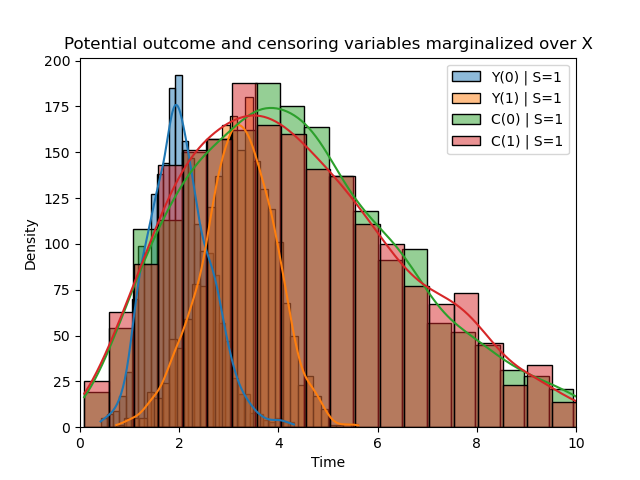 Potential outcome and censoring variables marginalized over X
Y(0) | S=1
Y(1) | S=1
C(0) | S=1
C(1) | S=1
Density
200
175
150
125
100
75
50
25
0
0 2 4 6 8 10
Time